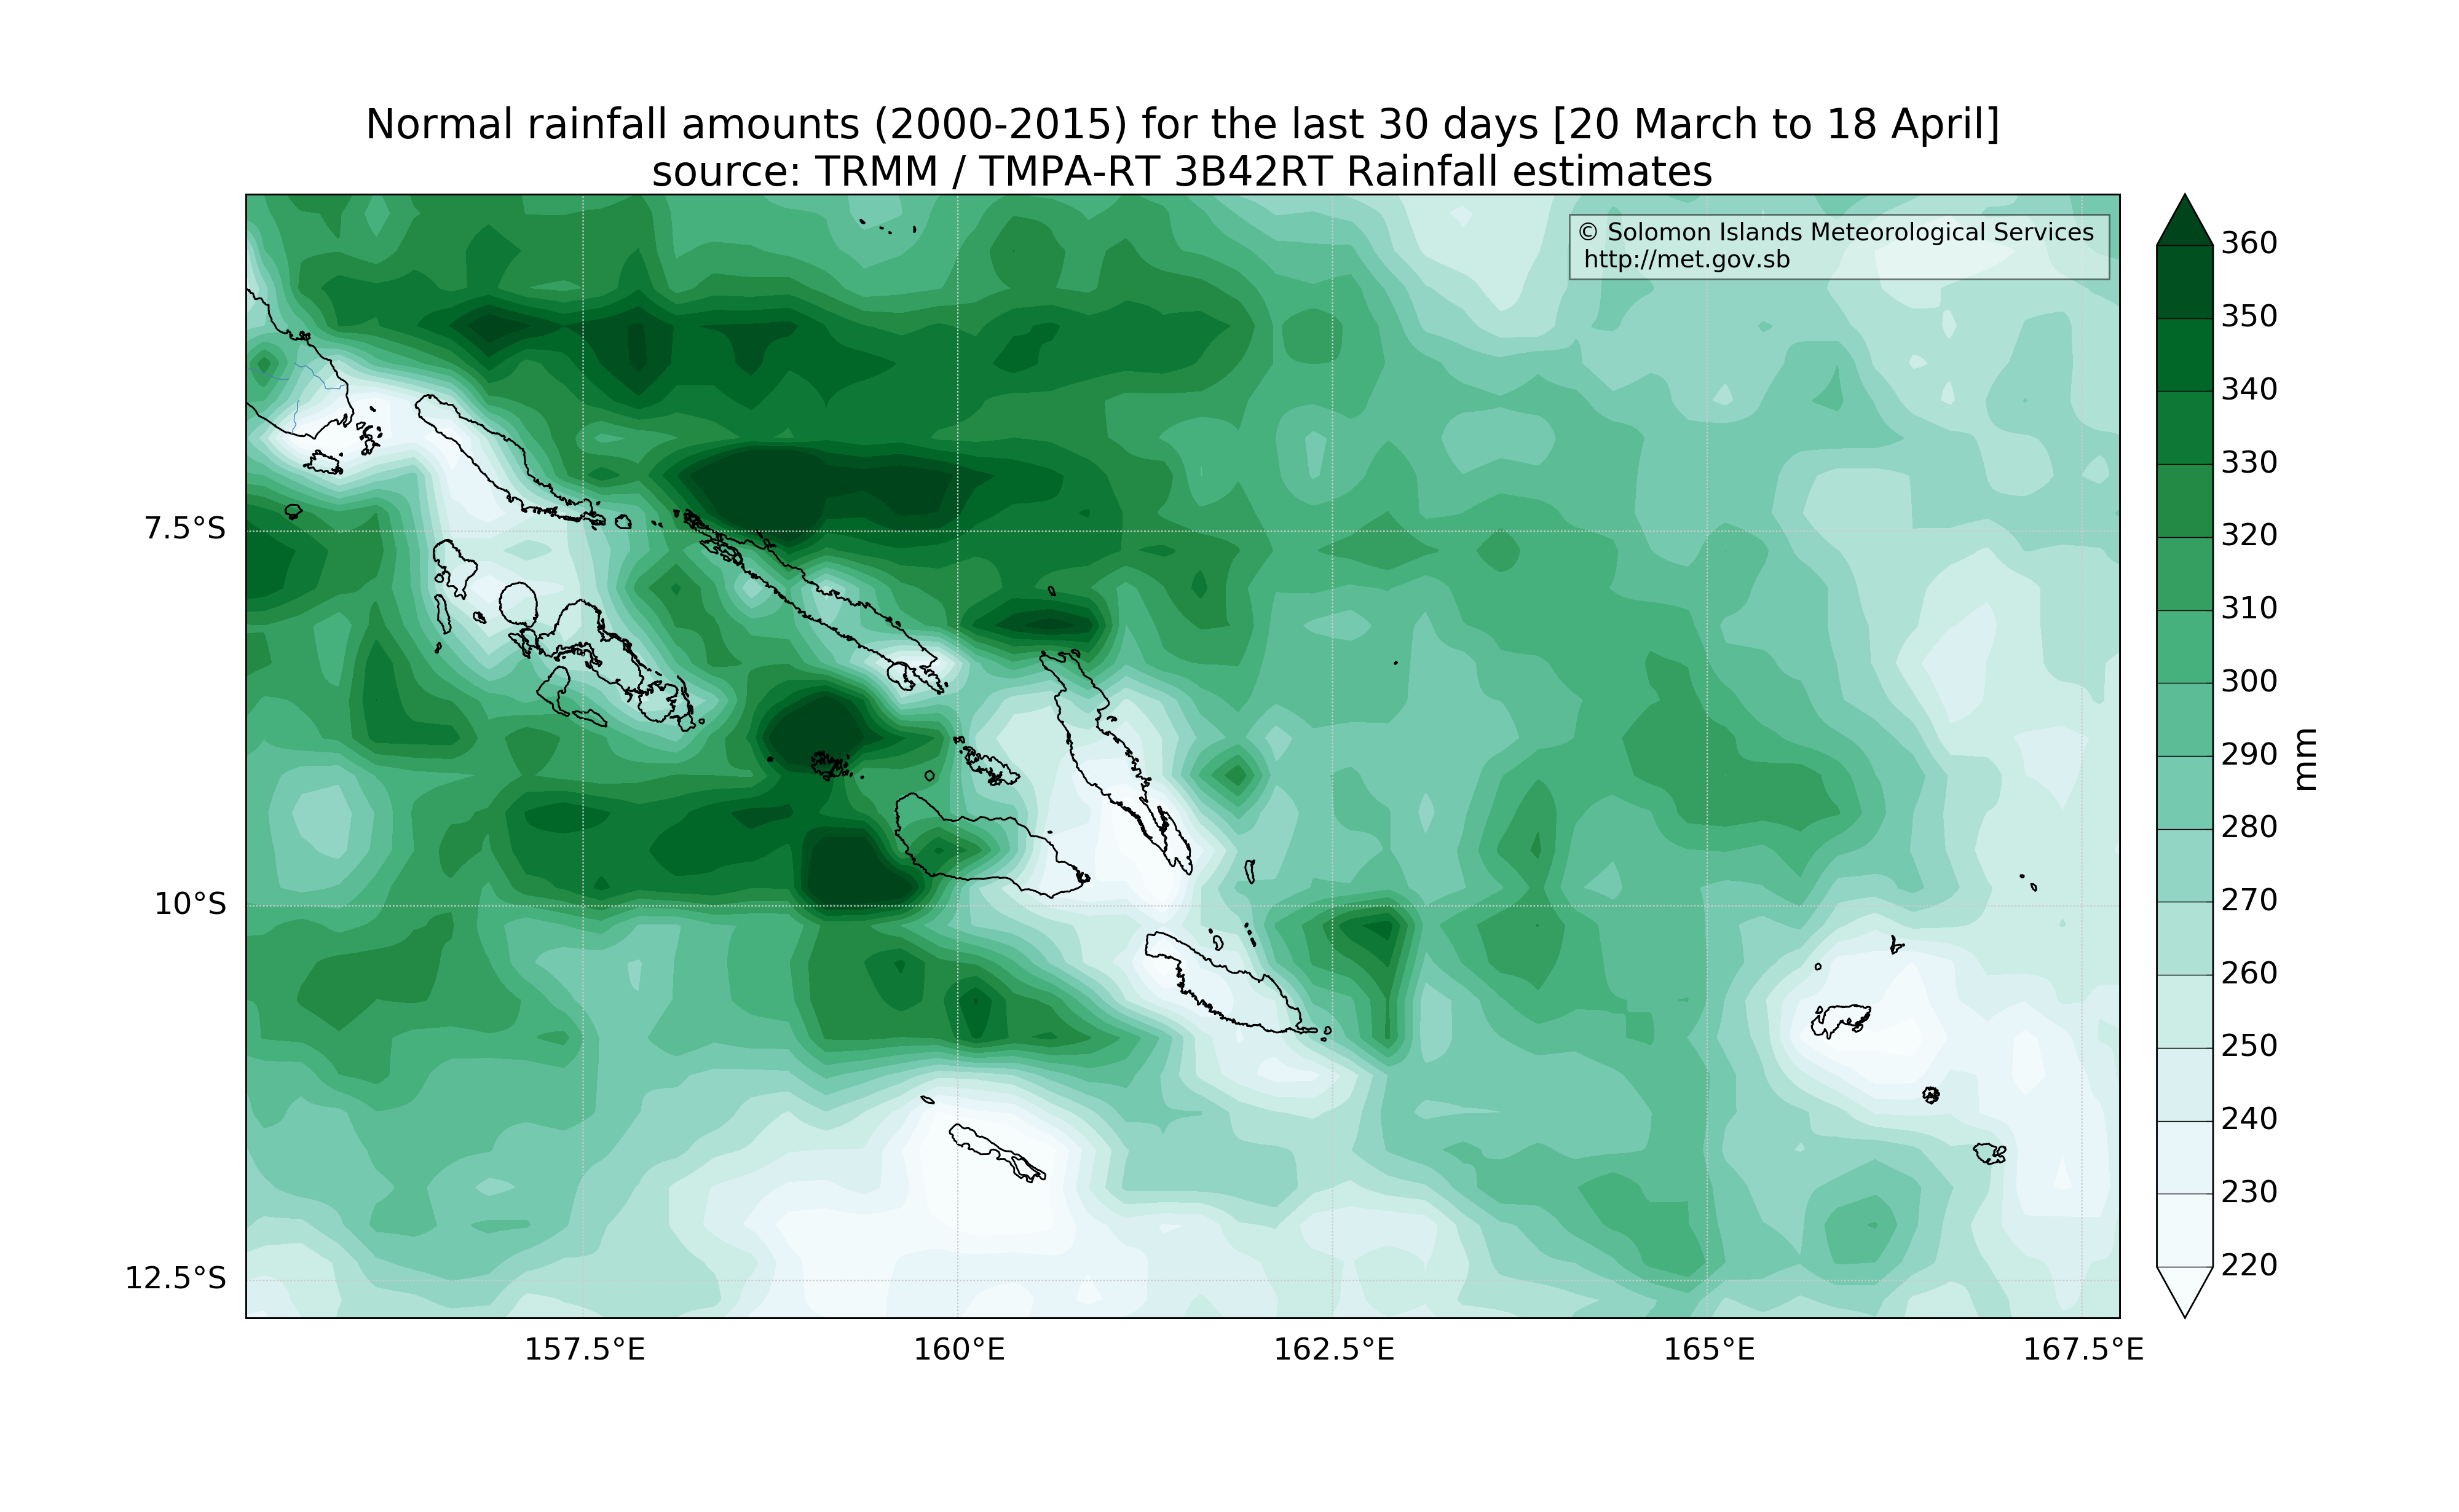 Normal rainfall amounts (2000-2015) for the last 30 days [20 March to 18 April]
source: TRMM / TMPA-RT 3B42RT Rainfall estimates
© Solomon Islands Meteorological Services
http://met.gov.sb
360
350
340
330
320
310
300
290
280
270
260
250
240
230
220
mm
7.5°S
10°S
12.5°S
157.5°E
160°E
162.5°E
165°E
167.5°E